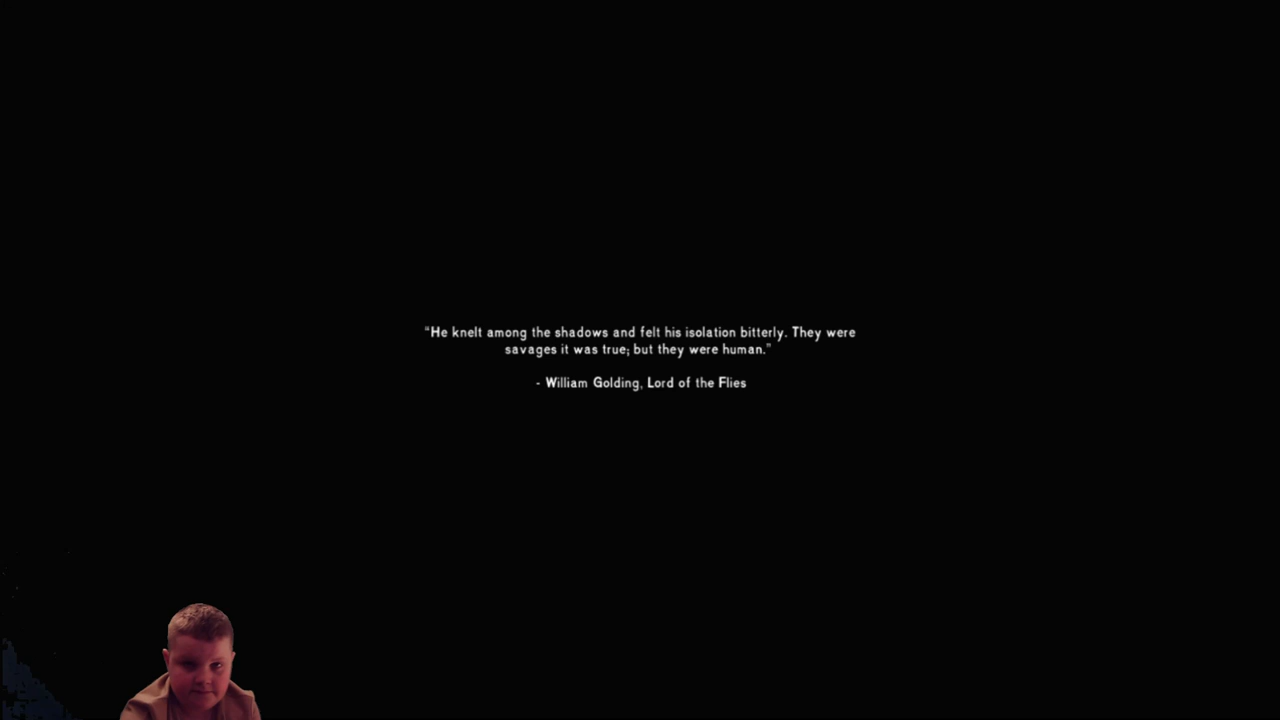 “He knelt among the shadows and felt his isolation bitterly. They were
savages it was true; but they were human.”
- William Golding, Lord of the Flies